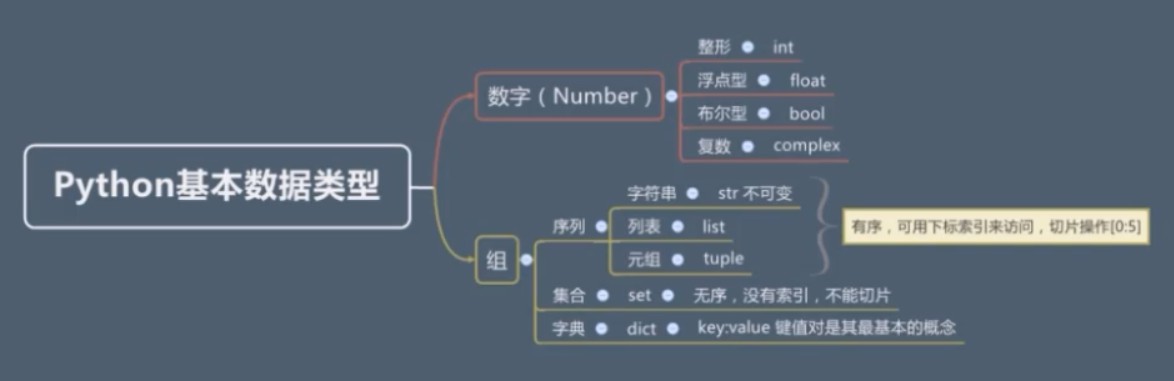 Python基本数据类型
数字（Number）
整形 int
浮点型 float
布尔型 bool
复数 complex
组
序列
字符串 str 不可变
列表 list
元组 tuple
有序，可用下标索引来访问，切片操作[0:5]
集合 set 无序，没有索引，不能切片
字典 dict key:value 键值对是其最基本的概念